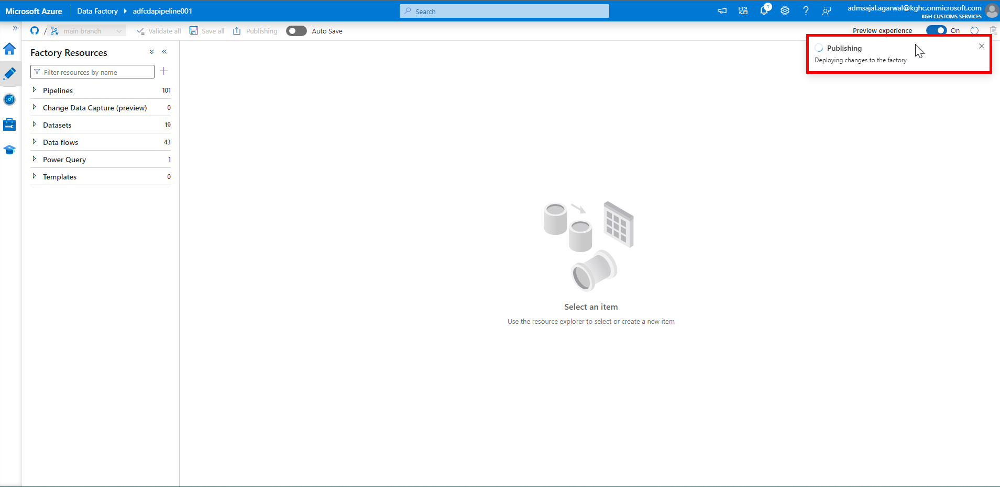 Microsoft Azure
Data Factory
adfcdapipeline001
Search
1
admsajal.agarwal@kghc.onmicrosoft.com
KGH CUSTOMS SERVICES
/
main branch
Validate all
Save all
Publishing
Auto Save
Preview experience
On
Publishing
Deploying changes to the factory
Factory Resources
Filter resources by name
Pipelines 101
Change Data Capture (preview) 0
Datasets 19
Data flows 43
Power Query 1
Templates 0
Select an item
Use the resource explorer to select or create a new item